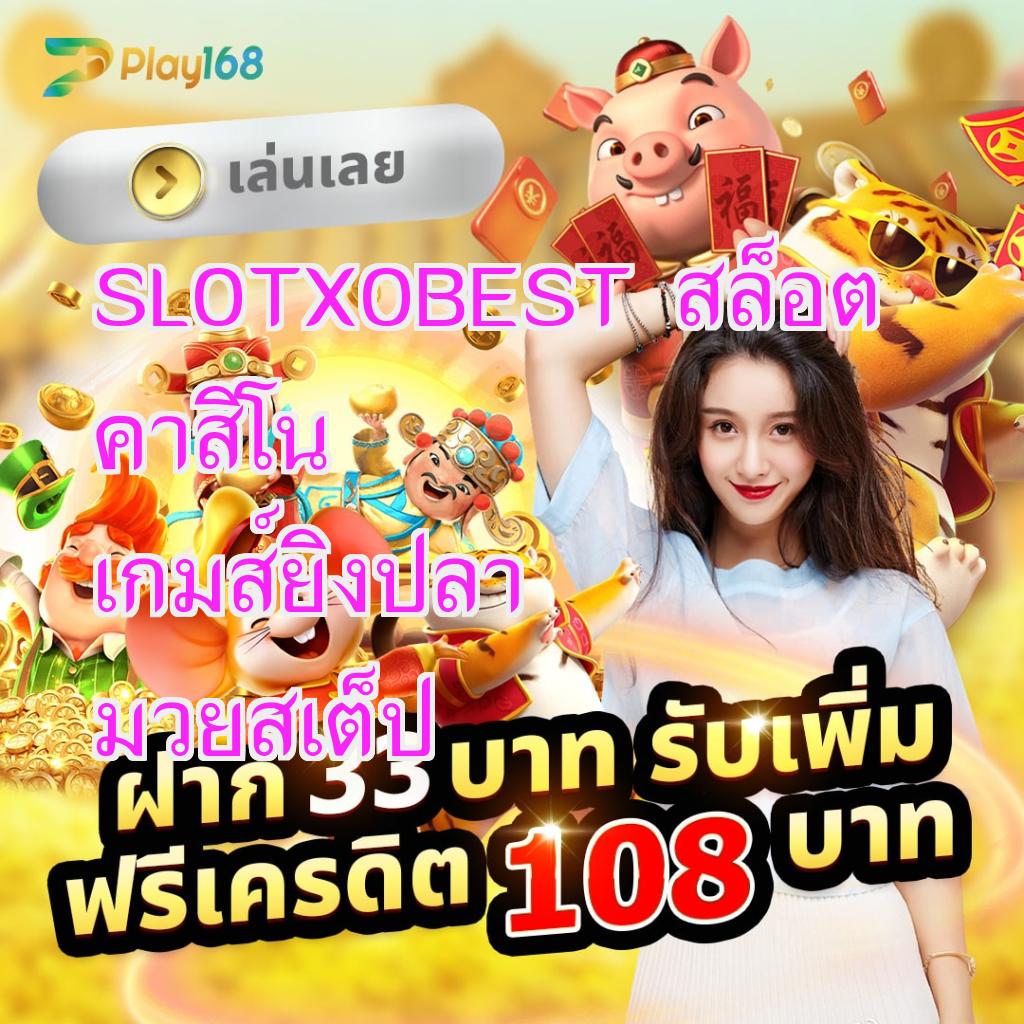 Play168
เล่นเลย
福
SLOTXOBEST สล็อต
คาสิโน
เกมส์ยิงปลา
มวยสเต็ป
ฝาก 33 บาท รับเพิ่ม
ฟรีเครดิต 108 บาท